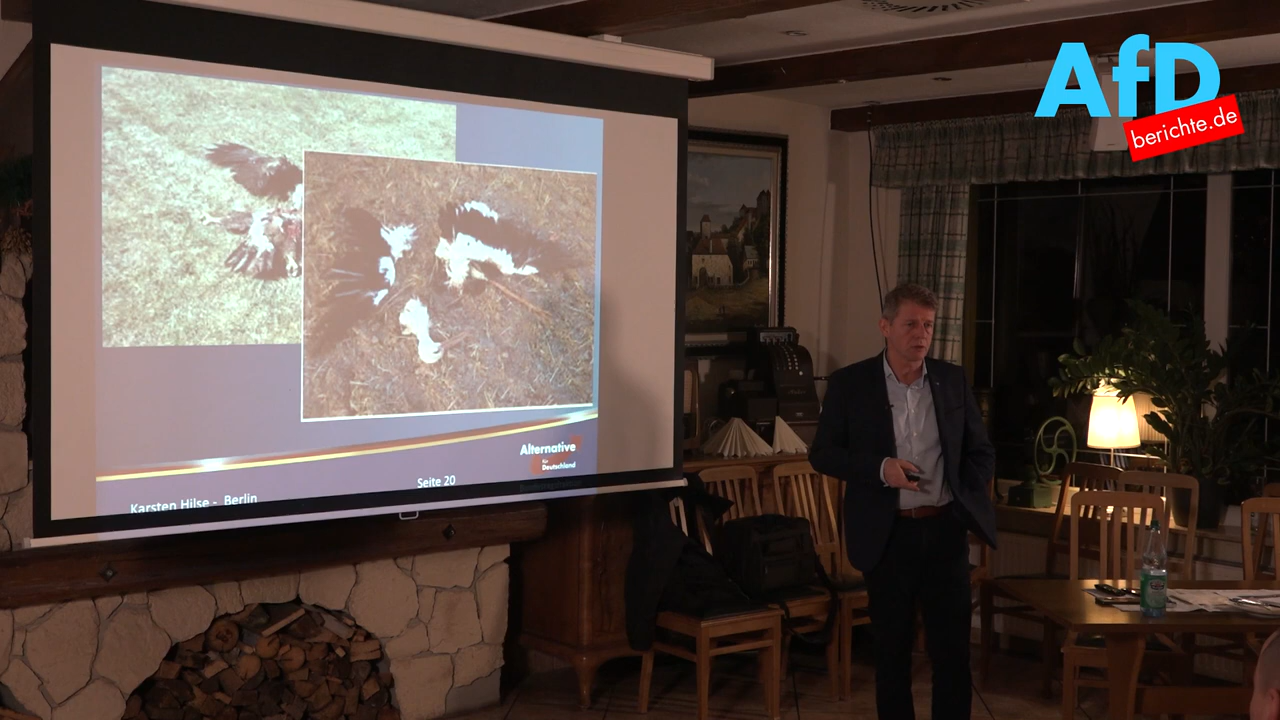 AfD
berichte.de
Alternative
für
Deutschland
Seite 20
Karsten Hilse - Berlin